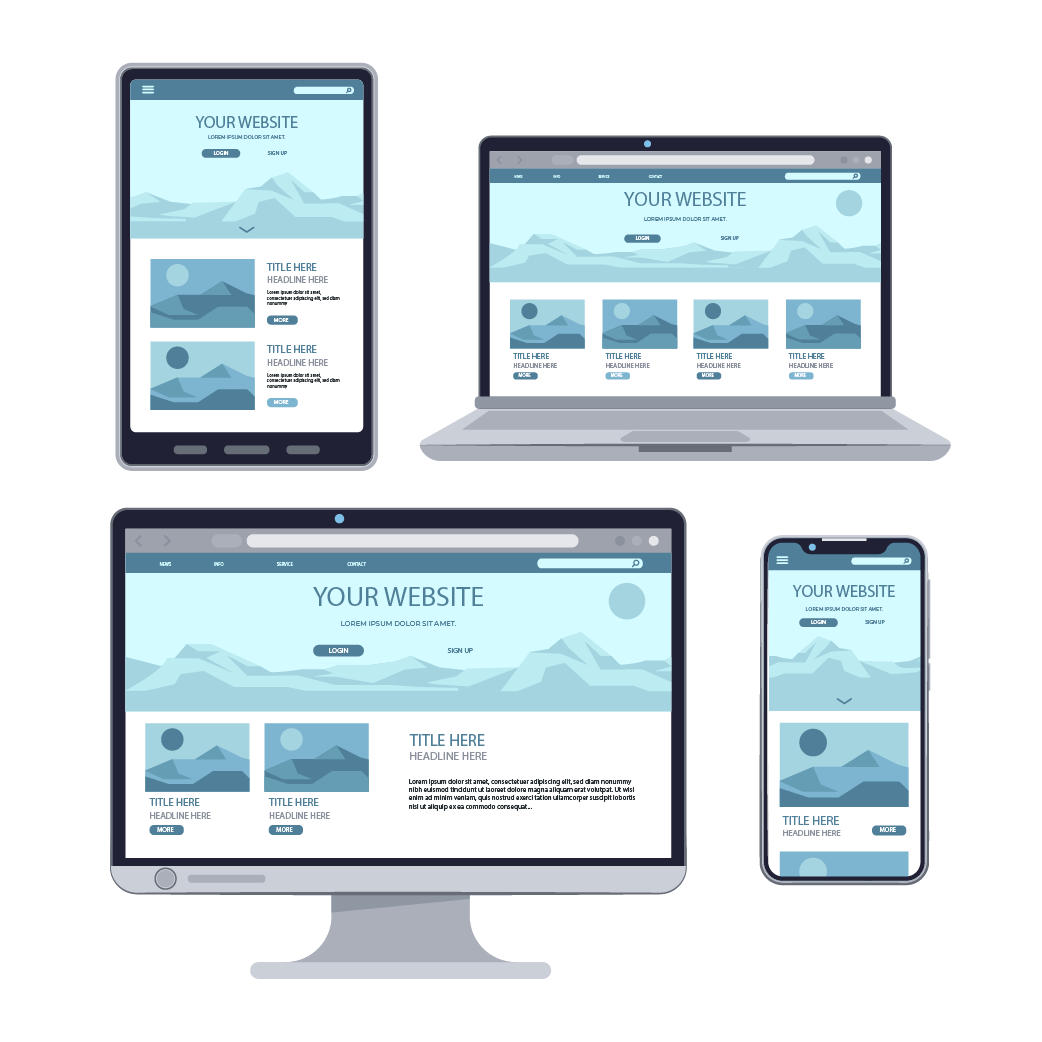 YOUR WEBSITE
LOREM IPSUM DOLOR SIT AMET.
LOGIN
SIGN UP
TITLE HERE
HEADLINE HERE
Lorem ipsum dolor sit amet,
consectetuer adipiscing elit, sed diam
nonummy
MORE
TITLE HERE
HEADLINE HERE
Lorem ipsum dolor sit amet,
consectetuer adipiscing elit, sed diam
nonummy
MORE
NEWS INFO SERVICE CONTACT
YOUR WEBSITE
LOREM IPSUM DOLOR SIT AMET.
LOGIN
SIGN UP
TITLE HERE TITLE HERE TITLE HERE TITLE HERE
HEADLINE HERE HEADLINE HERE HEADLINE HERE HEADLINE HERE
MORE MORE MORE MORE
NEWS INFO SERVICE CONTACT
YOUR WEBSITE
LOREM IPSUM DOLOR SIT AMET.
LOGIN
SIGN UP
TITLE HERE TITLE HERE
HEADLINE HERE HEADLINE HERE
MORE MORE
TITLE HERE
HEADLINE HERE
Lorem ipsum dolor sit amet, consectetuer adipiscing elit, sed diam nonummy
nibh euismod tincidunt ut laoreet dolore magna aliquam erat volutpat. Ut wisi
enim ad minim veniam, quis nostrud exerci tation ullamcorper suscipit lobortis
nisl ut aliquip ex ea commodo consequat...
YOUR WEBSITE
LOREM IPSUM DOLOR SIT AMET.
LOGIN
SIGN UP
TITLE HERE
HEADLINE HERE
MORE